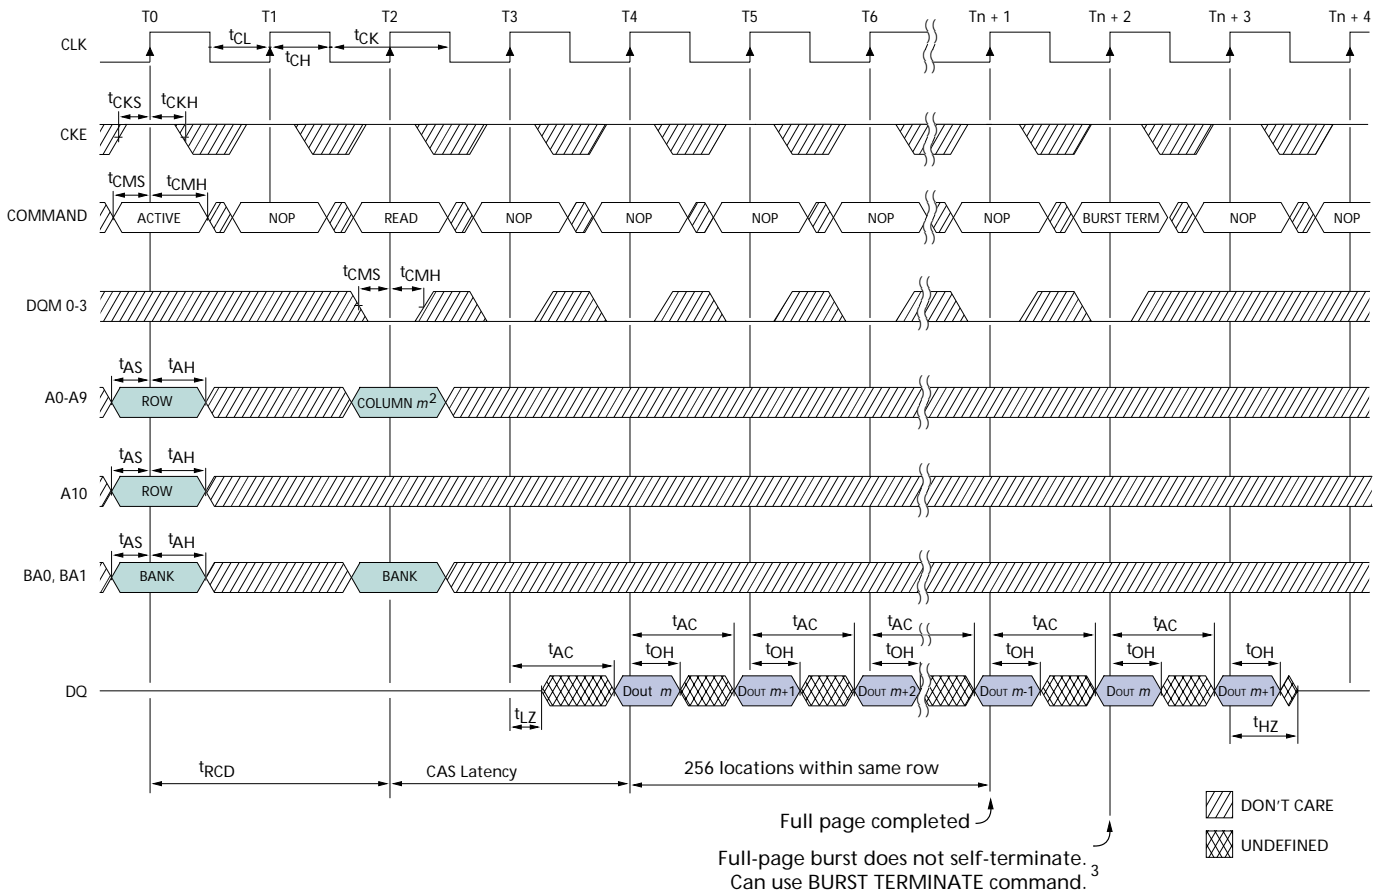 T0 T1 T2 T3 T4 T5 T6 Tn + 1 Tn + 2 Tn + 3 Tn + 4
CLK
tCL tCK
tCH
tCKS tCKH
CKE
tCMS tCMH
COMMAND ACTIVE NOP READ NOP NOP NOP NOP NOP BURST TERM NOP NOP
tCMS tCMH
DQM 0-3
tAS tAH
A0-A9 ROW COLUMN m2
tAS tAH
A10 ROW
tAS tAH
BA0, BA1 BANK BANK
tAC tAC tAC tAC tAC
tAC tOH tOH tOH tOH tOH tOH
DQ Dout m DOUT m+1 DOUT m+2 DOUT m-1 DOUT m DOUT m+1
tLZ tHZ
tRCD CAS Latency 256 locations within same row
Full page completed
Full-page burst does not self-terminate. 3
Can use BURST TERMINATE command.
DON'T CARE
UNDEFINED